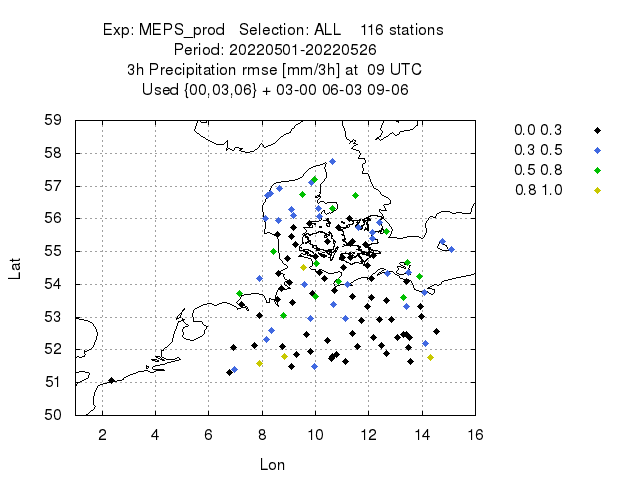 Exp: MEPS_prod   Selection: ALL    116 stations
Period: 20220501-20220526
3h Precipitation rmse [mm/3h] at  09 UTC
Used {00,03,06} + 03-00 06-03 09-06
0.0 0.3
0.3 0.5
0.5 0.8
0.8 1.0
59
58
57
56
55
54
53
52
51
50
Lat
2 4 6 8 10 12 14 16
Lon